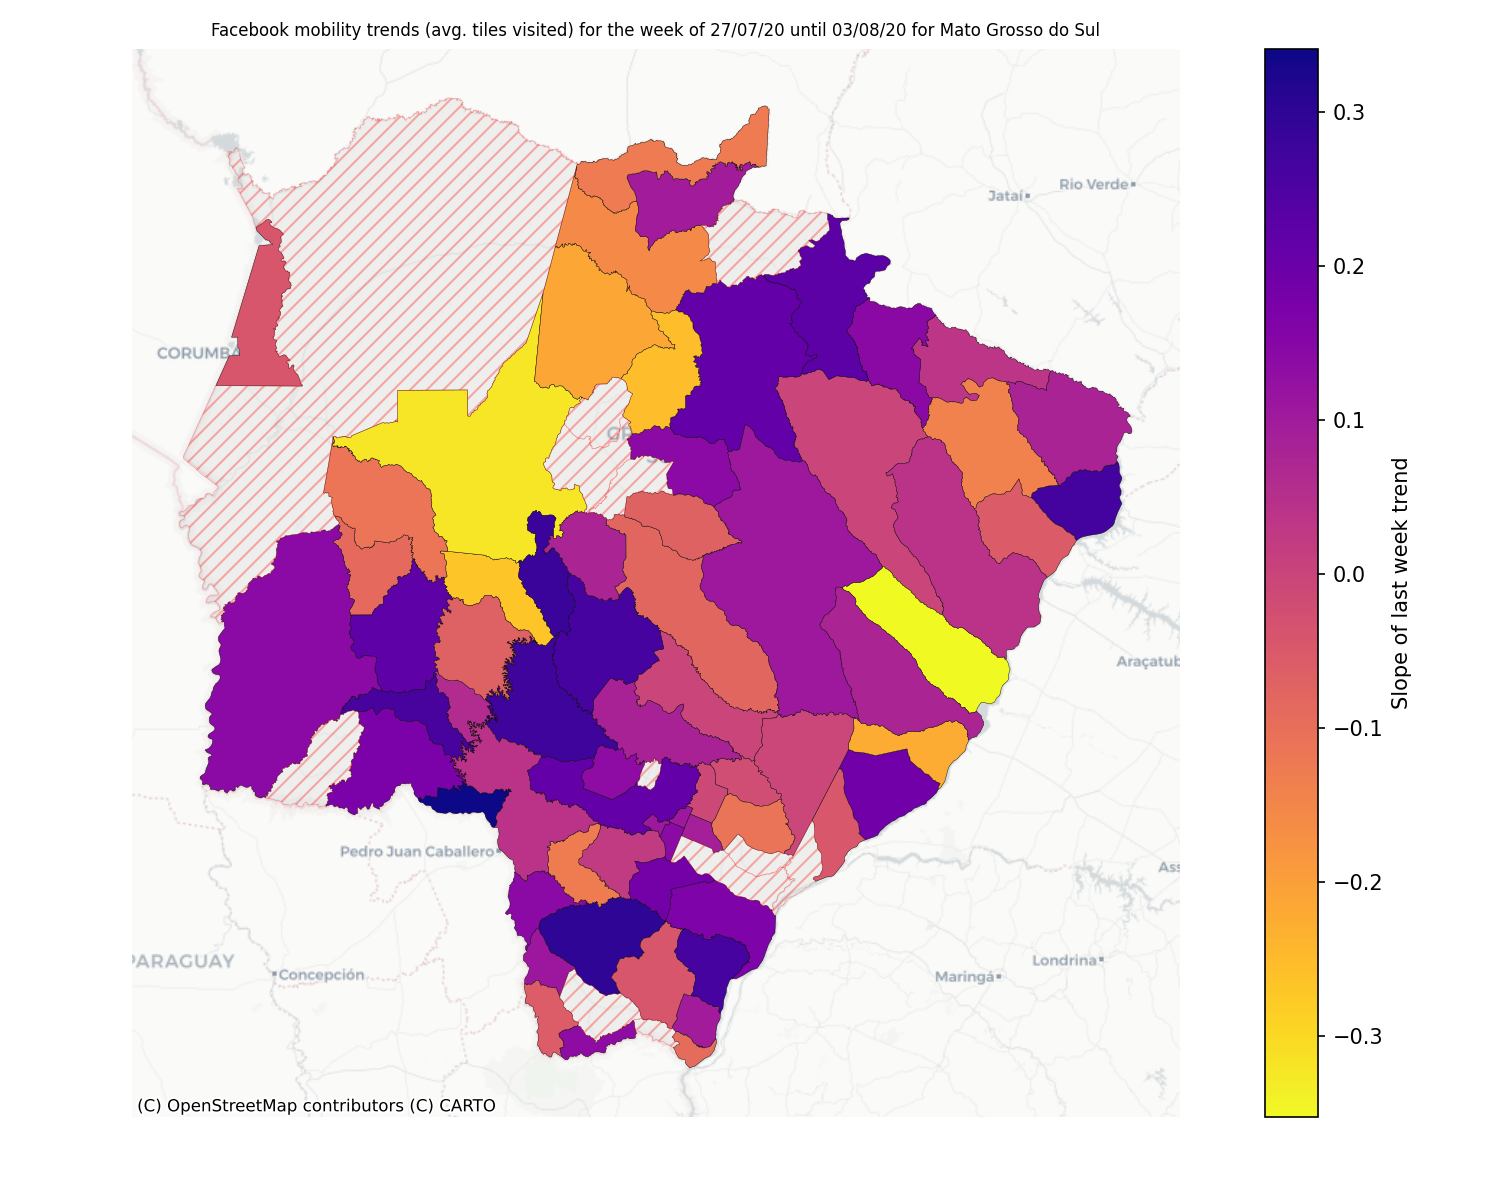 Facebook mobility trends (avg. tiles visited) for the week of 27/07/20 until 03/08/20 for Mato Grosso do Sul
Jataí
Rio Verde
CORUMBÁ
GR
Araçatub
Pedro Juan Caballero
Ass
PARAGUAY
Concepción
Londrina
Maringá
(C) OpenStreetMap contributors (C) CARTO
0.3
0.2
0.1
0.0
−0.1
−0.2
−0.3
Slope of last week trend